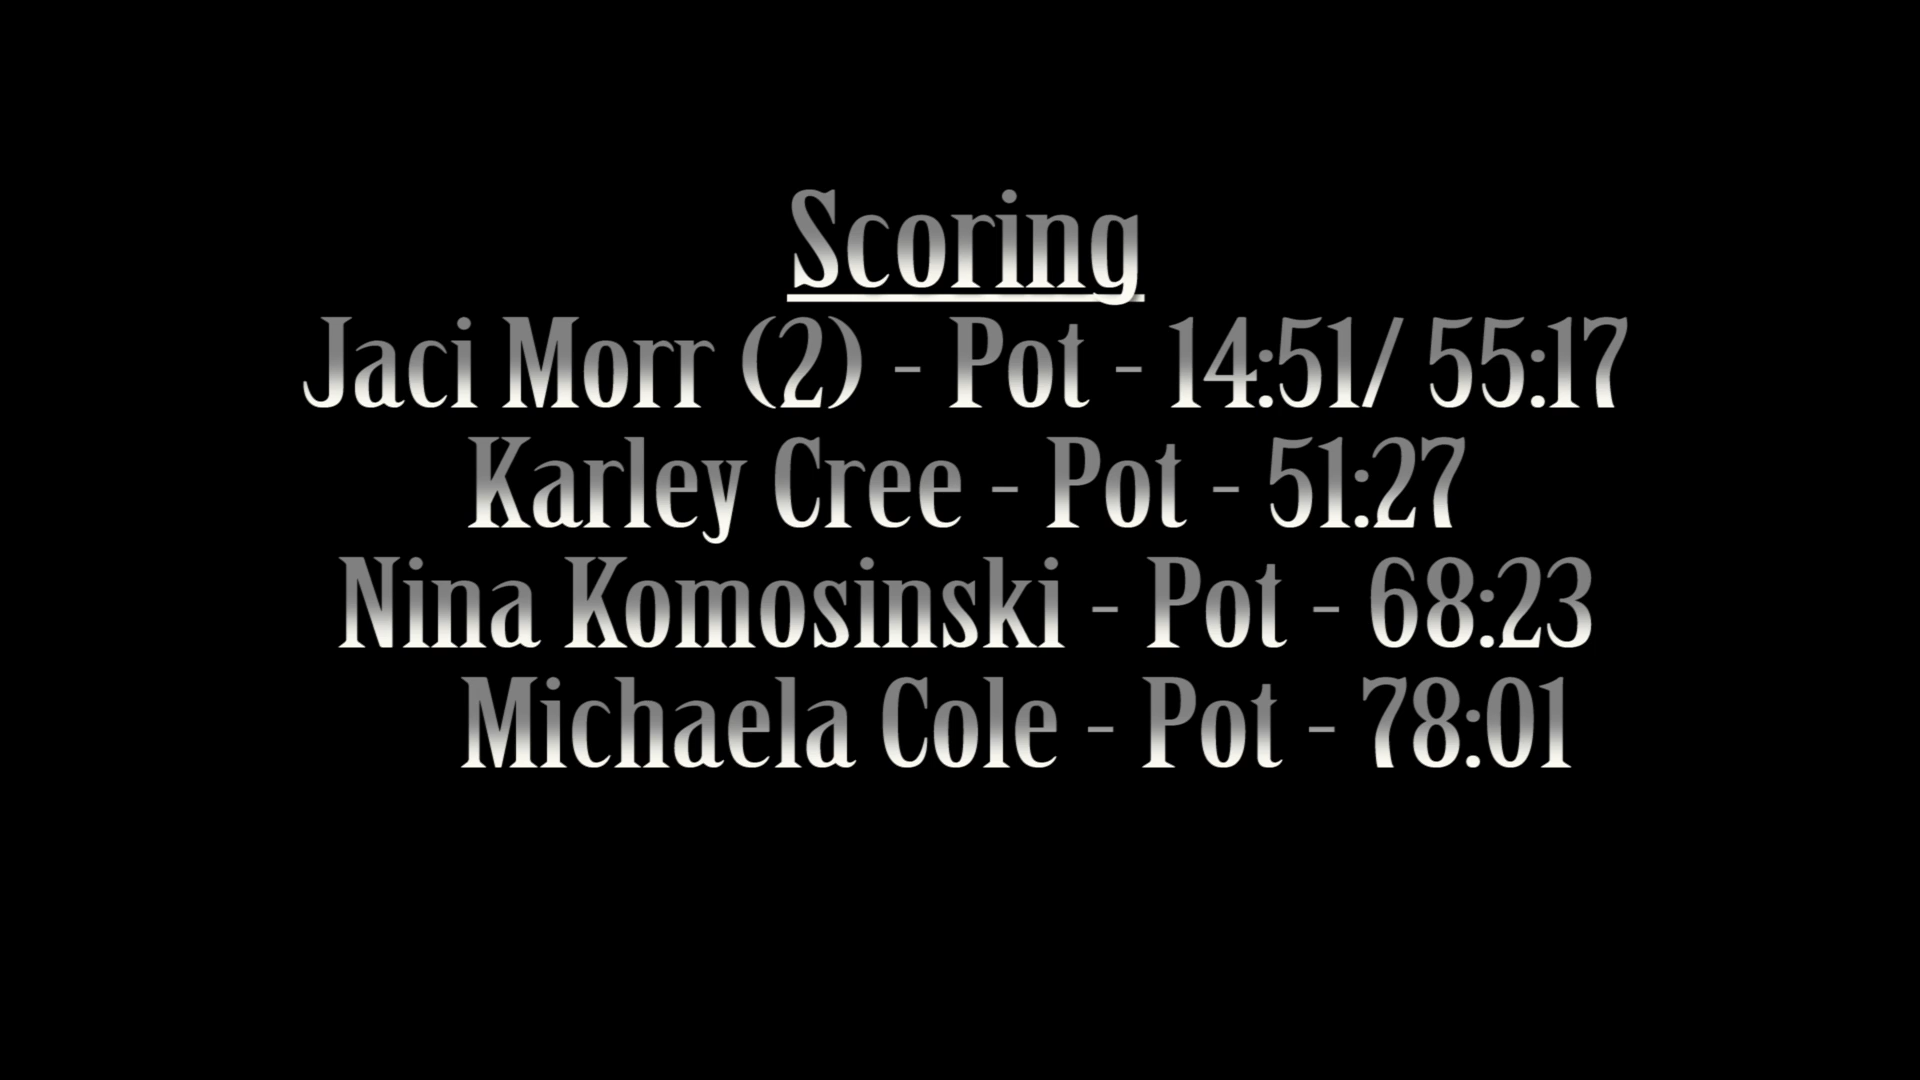 Scoring
Jaci Morr (2) - Pot - 14:51/ 55:17
Karley Cree - Pot - 51:27
Nina Komosinski - Pot - 68:23
Michaela Cole - Pot - 78:01